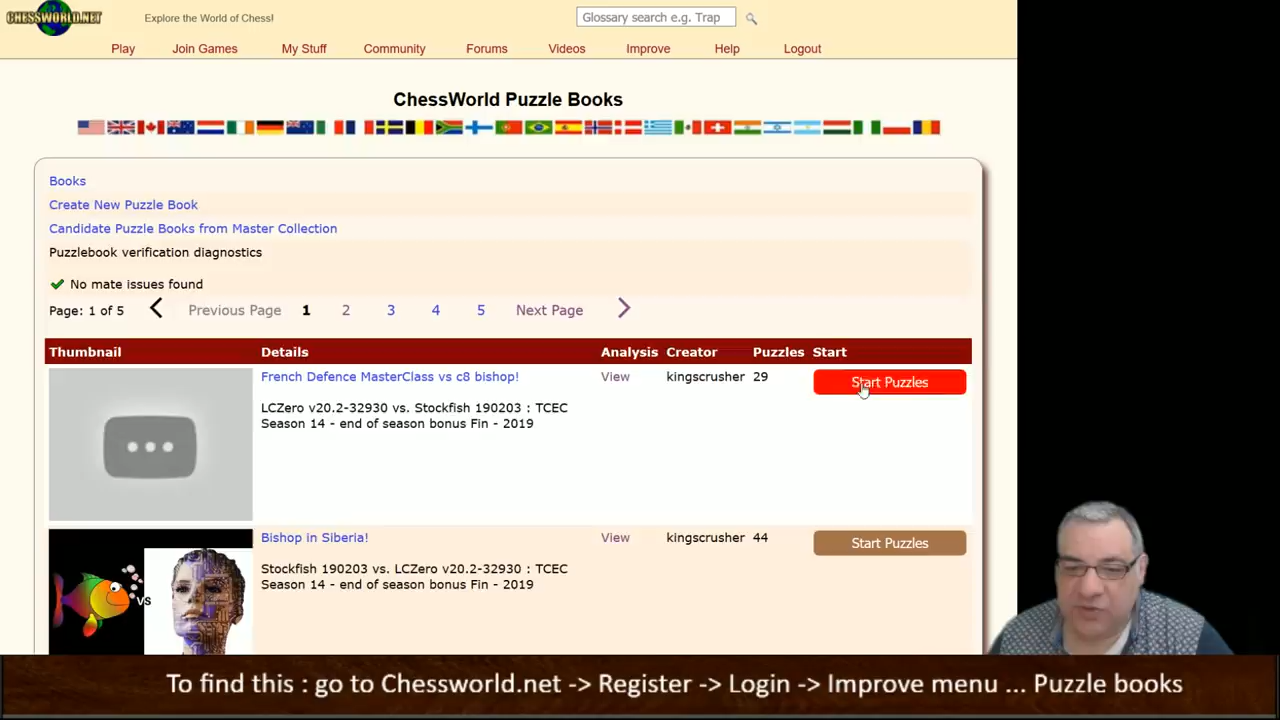 CHESSWORLD.NET
Explore the World of Chess!
Glossary search e.g. Trap
Play Join Games My Stuff Community Forums Videos Improve Help Logout
ChessWorld Puzzle Books
Books
Create New Puzzle Book
Candidate Puzzle Books from Master Collection
Puzzlebook verification diagnostics
No mate issues found
Page: 1 of 5 Previous Page 1 2 3 4 5 Next Page
Thumbnail Details Analysis Creator Puzzles Start
French Defence MasterClass vs c8 bishop! View kingscrusher 29 Start Puzzles
LCZero v20.2-32930 vs. Stockfish 190203 : TCEC
Season 14 - end of season bonus Fin - 2019
Bishop in Siberia! View kingscrusher 44 Start Puzzles
Stockfish 190203 vs. LCZero v20.2-32930 : TCEC
Season 14 - end of season bonus Fin - 2019
VS
To find this : go to Chessworld.net -> Register -> Login -> Improve menu ... Puzzle books